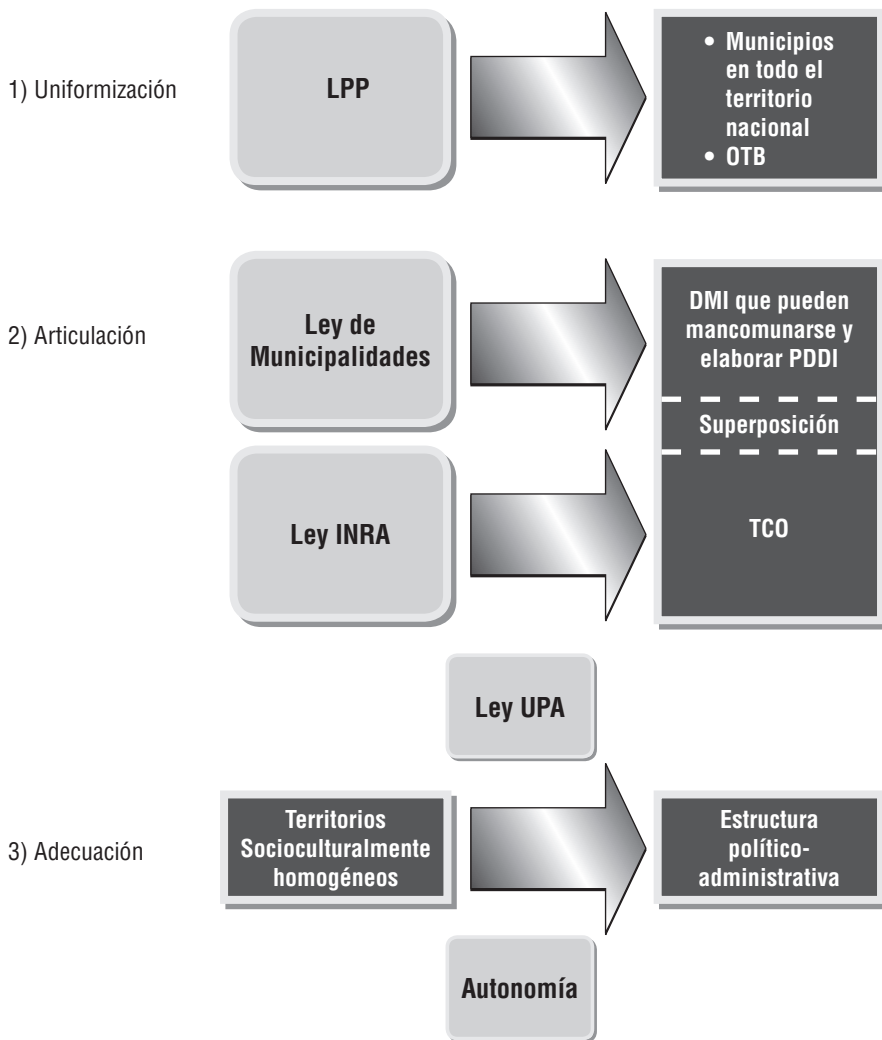 1) Uniformización
LPP
• Municipios
en todo el
territorio
nacional
• OTB
2) Articulación
Ley de
Municipalidades
DMI que pueden
mancomunarse y
elaborar PDDI
Superposición
Ley INRA
TCO
Ley UPA
3) Adecuación
Territorios
Socioculturalmente
homogéneos
Estructura
político-
administrativa
Autonomía